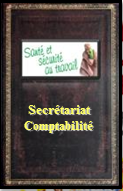 Santé et
sécurité
au travail
Secrétariat
Comptabilité